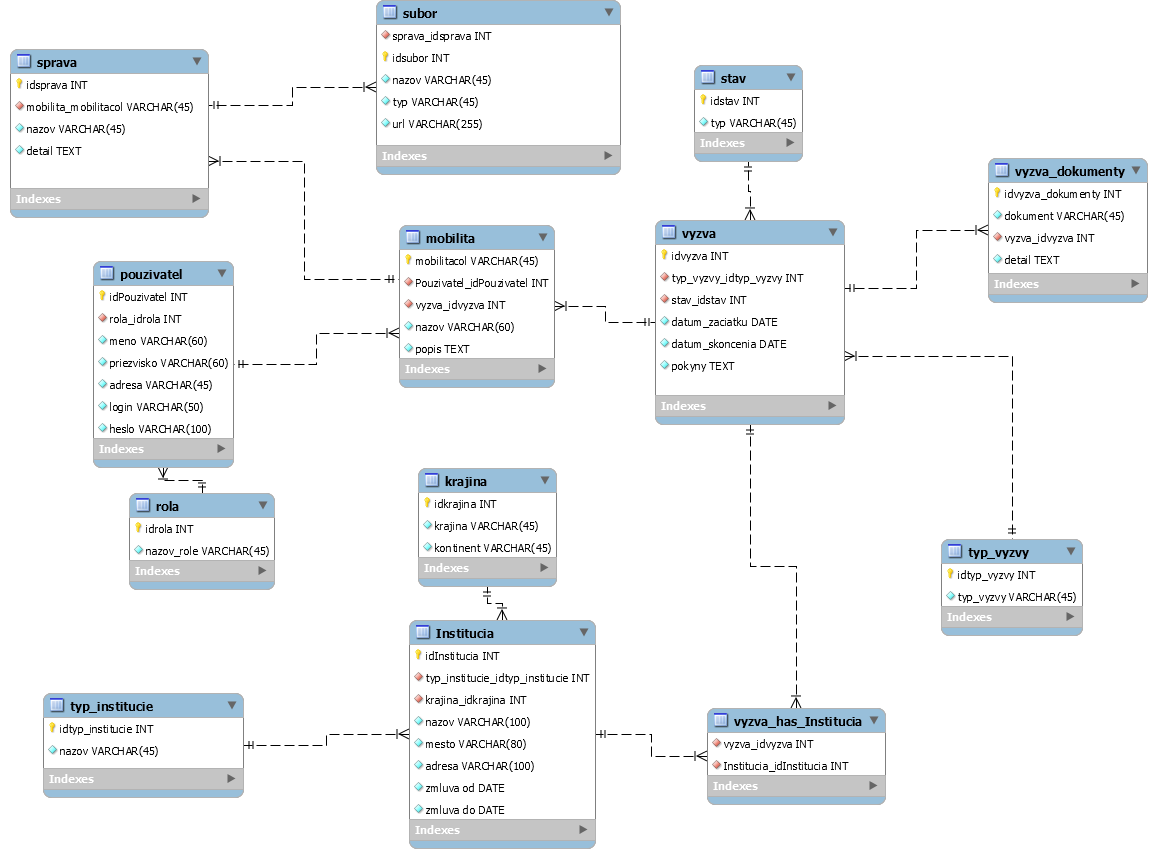 subor
sprava_idsprava INT
idsubor INT
nazov VARCHAR(45)
typ VARCHAR(45)
url VARCHAR(255)
Indexes
sprava
idsprava INT
mobilita_mobilitacol VARCHAR(45)
nazov VARCHAR(45)
detail TEXT
Indexes
stav
idstav INT
typ VARCHAR(45)
Indexes
vyzva_dokumenty
idvyzva_dokumenty INT
dokument VARCHAR(45)
vyzva_idvyzva INT
detail TEXT
Indexes
mobilita
mobilitacol VARCHAR(45)
Pouzivatel_idPouzivatel INT
vyzva_idvyzva INT
nazov VARCHAR(60)
popis TEXT
Indexes
vyzva
idvyzva INT
typ_vyzvy_idtyp_vyzvy INT
stav_idstav INT
datum_zaciatku DATE
datum_skoncenia DATE
pokyny TEXT
Indexes
pouzivatel
idPouzivatel INT
rola_idrola INT
meno VARCHAR(60)
priezvisko VARCHAR(60)
adresa VARCHAR(45)
login VARCHAR(50)
heslo VARCHAR(100)
Indexes
rola
idrola INT
nazov_role VARCHAR(45)
Indexes
krajina
idkrajina INT
krajina VARCHAR(45)
kontinent VARCHAR(45)
Indexes
typ_vyzvy
idtyp_vyzvy INT
typ_vyzvy VARCHAR(45)
Indexes
Institucia
idInstitucia INT
typ_institucie_idtyp_institucie INT
krajina_idkrajina INT
nazov VARCHAR(100)
mesto VARCHAR(80)
adresa VARCHAR(100)
zmluva od DATE
zmluva do DATE
Indexes
typ_institucie
idtyp_institucie INT
nazov VARCHAR(45)
Indexes
vyzva_has_Institucia
vyzva_idvyzva INT
Institucia_idInstitucia INT
Indexes